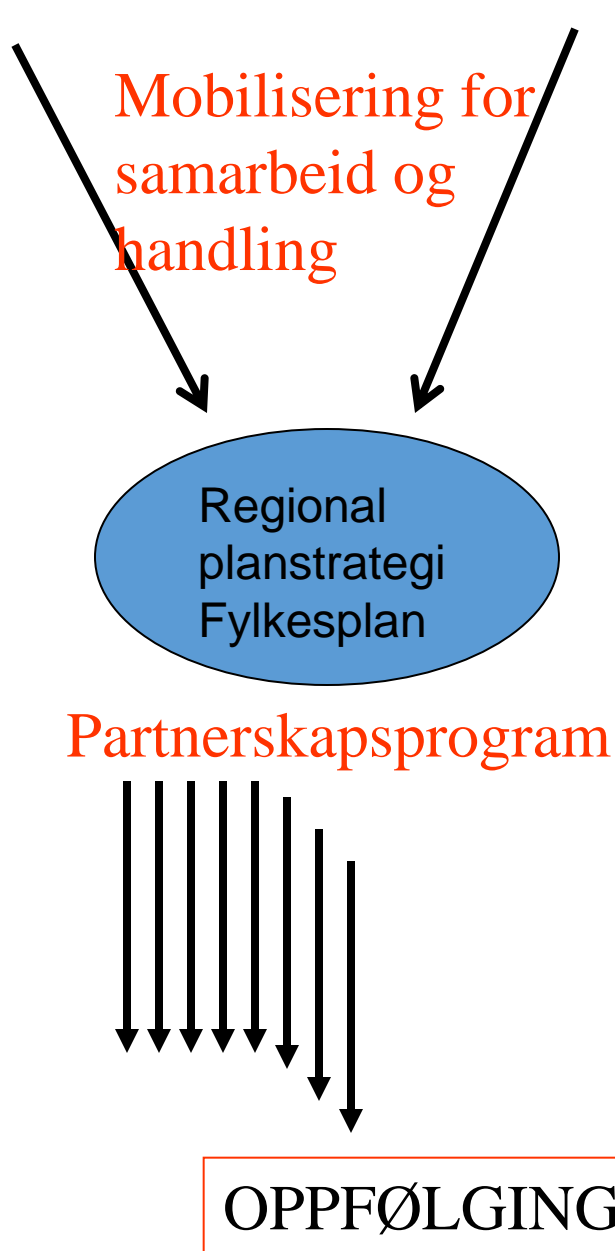 Mobilisering for
samarbeid og
handling
Regional
planstrategi
Fylkesplan
Partnerskapsprogram
OPPFØLGING